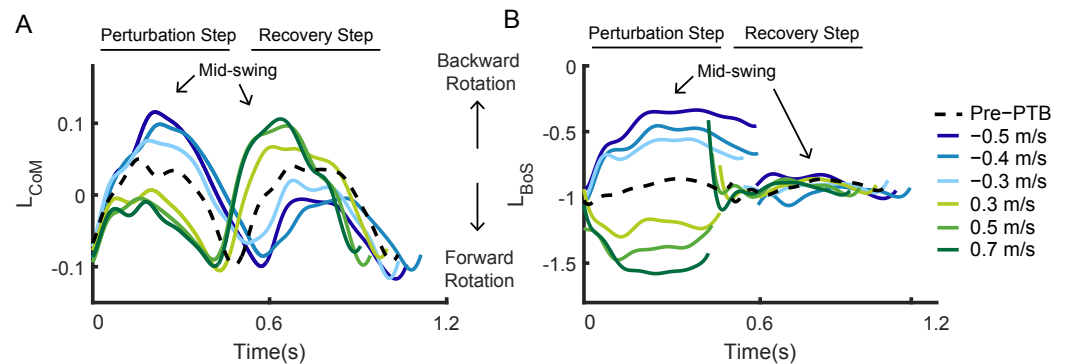 A
Perturbation Step
Recovery Step
Mid-swing
0.1
0
-0.1
L_CoM
0
0.6
1.2
Time(s)
Backward
Rotation
Forward
Rotation
B
Perturbation Step
Recovery Step
Mid-swing
0
-0.5
-1
-1.5
L_BoS
0
0.6
1.2
Time(s)
Pre−PTB
−0.5 m/s
−0.4 m/s
−0.3 m/s
0.3 m/s
0.5 m/s
0.7 m/s